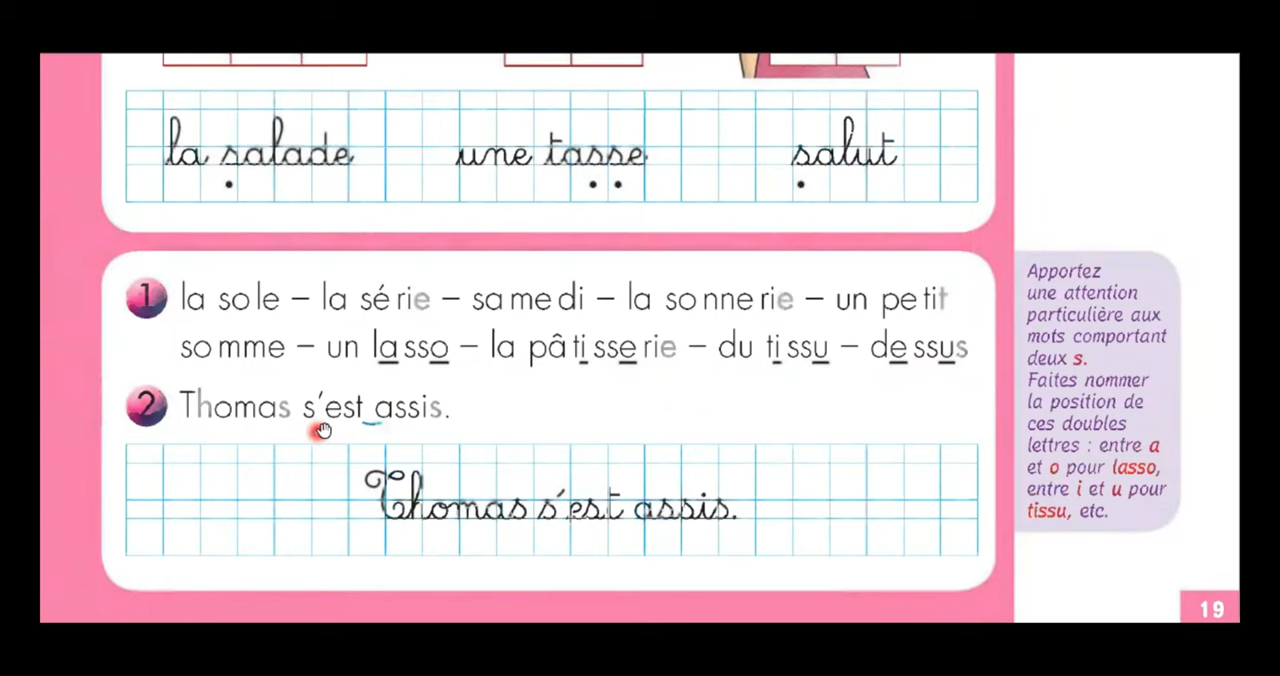 la salade une tasse salut
1 la sole – la série – samedi – la sonnerie – un petit
somme – un lasso – la pâtisserie – du tissu – dessus
2 Thomas s'est assis.
Thomas s'est assis.
Apportez
une attention
particulière aux
mots comportant
deux s.
Faites nommer
la position de
ces doubles
lettres : entre a
et o pour lasso,
entre i et u pour
tissu, etc.
19